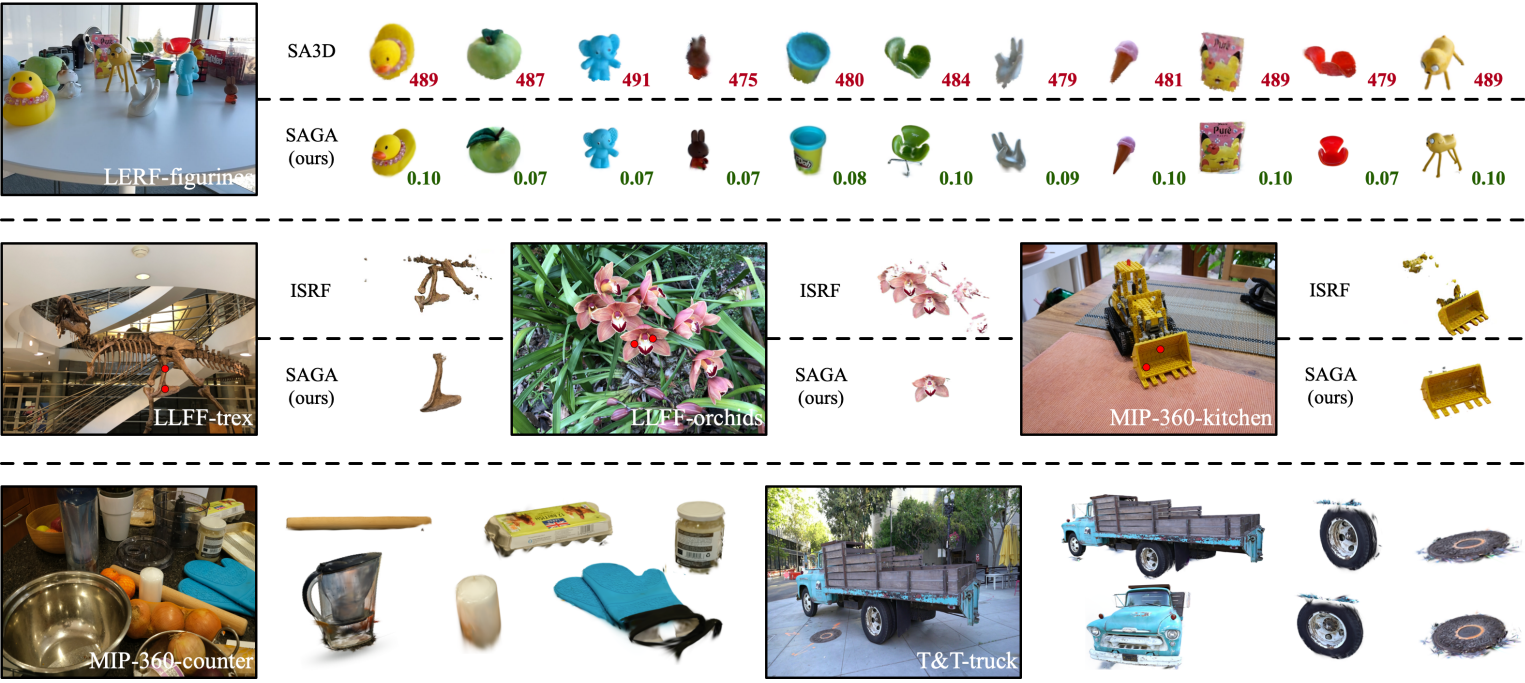 SA3D
489 487 491 475 480 484 479 481 489 479 489
SAGA
(ours)
0.10 0.07 0.07 0.07 0.08 0.10 0.09 0.10 0.10 0.07 0.10
LERF-figurines
ISRF
SAGA
(ours)
LLFF-trex
ISRF
SAGA
(ours)
LLFF-orchids
ISRF
SAGA
(ours)
MIP-360-kitchen
MIP-360-counter
T&T-truck